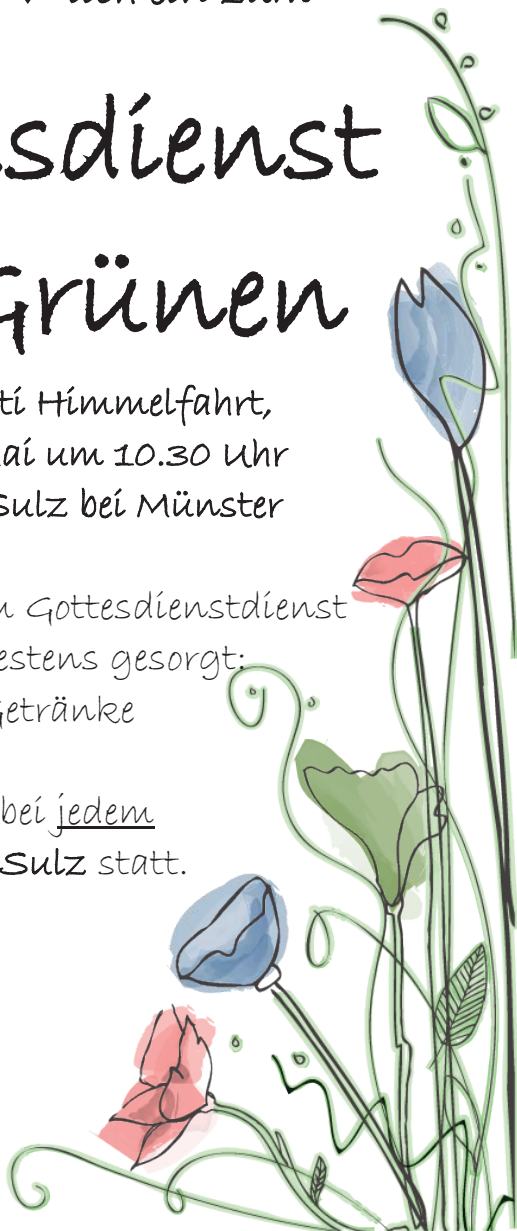 sdienst
Grünen
ti Himmelfahrt,
ai um 10.30 Uhr
Sulz bei Münster
n Gottesdienstdienst
estens gesorgt:
Getränke
bei jedem
Sulz statt.